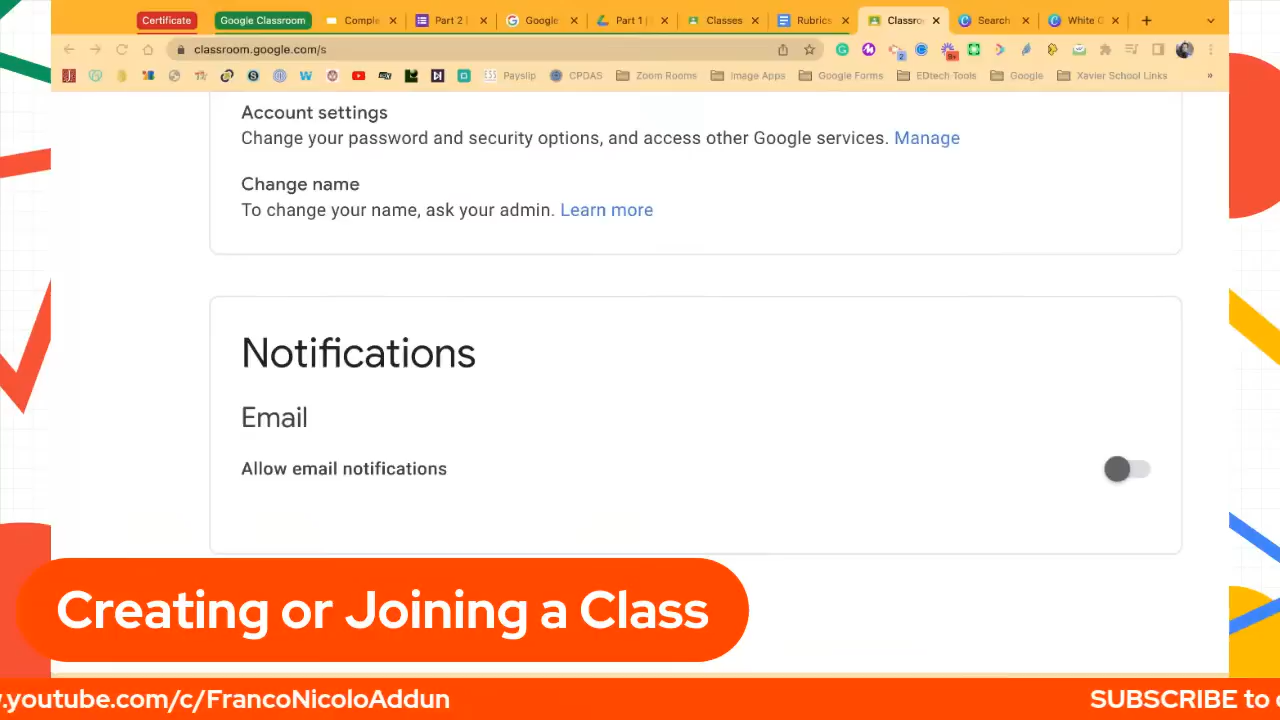 Certificate
Google Classroom
Comple
Part 2 |
Google
Part 1 |
Classes
Rubrics
Classro
Search
White G
classroom.google.com/s
Payslip
CPDAS
Zoom Rooms
Image Apps
Google Forms
EDtech Tools
Google
Xavier School Links
»
Account settings
Change your password and security options, and access other Google services. Manage
Change name
To change your name, ask your admin. Learn more
Notifications
Email
Allow email notifications
Creating or Joining a Class
.youtube.com/c/FrancoNicoloAddun
SUBSCRIBE to